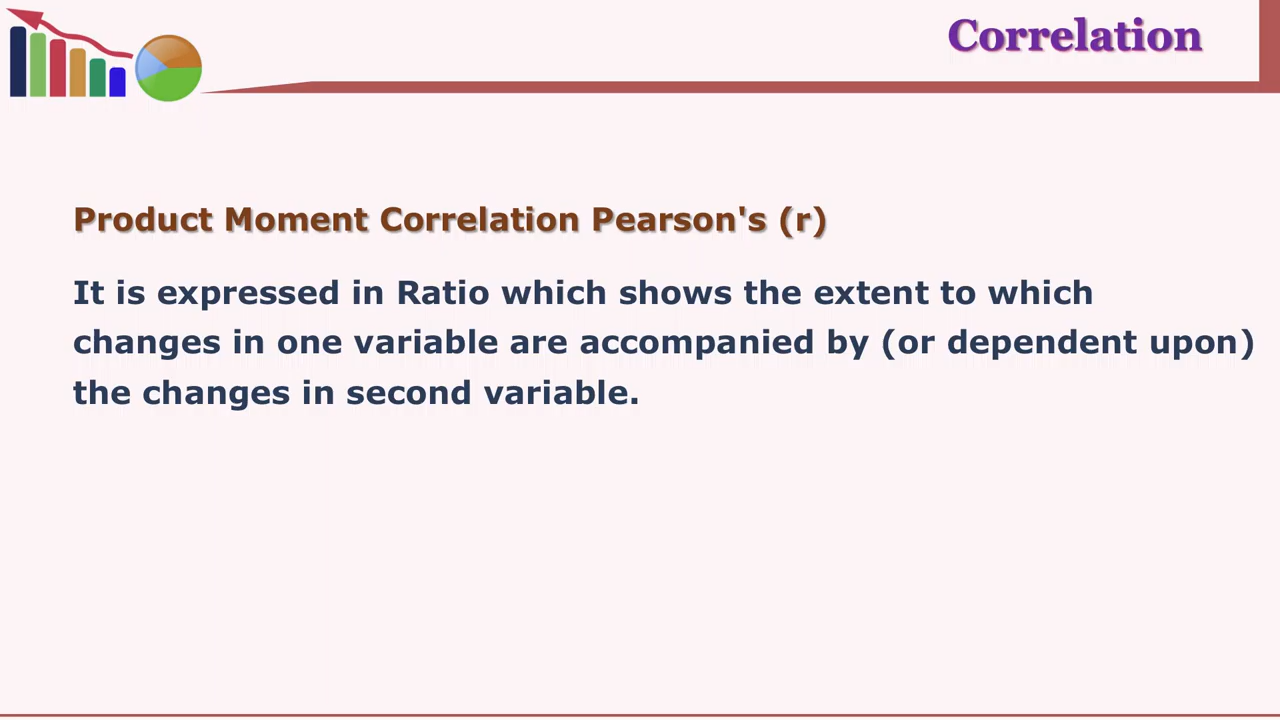 Correlation
Product Moment Correlation Pearson's (r)
It is expressed in Ratio which shows the extent to which
changes in one variable are accompanied by (or dependent upon)
the changes in second variable.